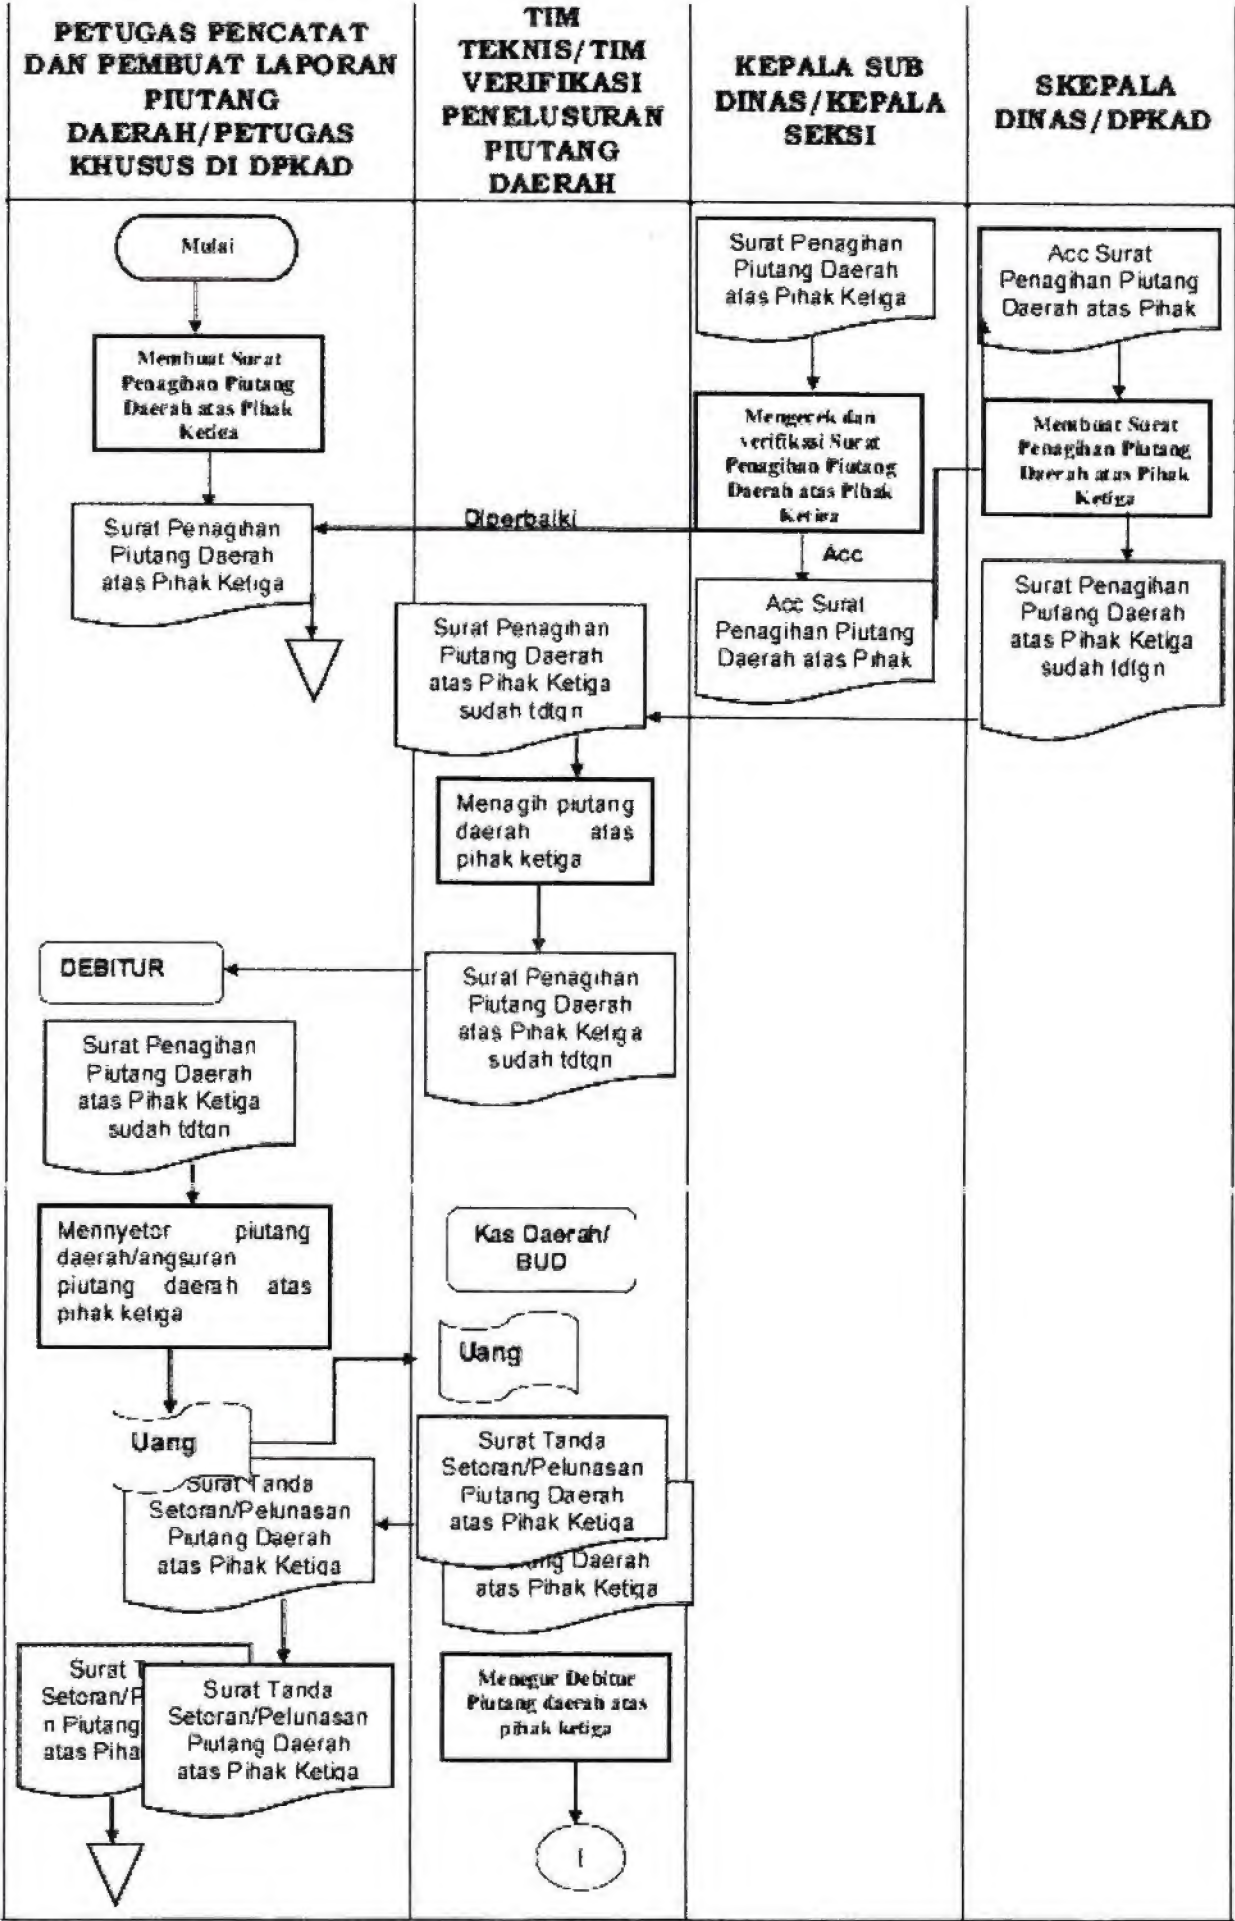 PETUGAS PENCATAT
DAN PEMBUAT LAPORAN
PIUTANG
DAERAH/PETUGAS
KHUSUS DI DPKAD
TIM
TEKNIS/TIM
VERIFIKASI
PENELUSURAN
PIUTANG
DAERAH
KEPALA SUB
DINAS/KEPALA
SEKSI
SKEPALA
DINAS/DPKAD
Mulai
Membuat Surat
Penagihan Piutang
Daerah atas Pihak
Ketiga
Surat Penagihan
Piutang Daerah
atas Pihak Ketiga
Surat Penagihan
Piutang Daerah
atas Pihak Ketiga
Mengecek dan
verifikasi Surat
Penagihan Piutang
Daerah atas Pihak
Ketiga
Diperbaiki
Acc
Acc Surat
Penagihan Piutang
Daerah atas Pihak
Acc Surat
Penagihan Piutang
Daerah atas Pihak
Membuat Surat
Penagihan Piutang
Daerah atas Pihak
Ketiga
Surat Penagihan
Piutang Daerah
atas Pihak Ketiga
sudah tdtgn
Surat Penagihan
Piutang Daerah
atas Pihak Ketiga
sudah tdtgn
Menagih piutang
daerah atas
pihak ketiga
Surat Penagihan
Piutang Daerah
atas Pihak Ketiga
sudah tdtgn
DEBITUR
Surat Penagihan
Piutang Daerah
atas Pihak Ketiga
sudah tdtgn
Mennyetor piutang
daerah/angsuran
piutang daerah atas
pihak ketiga
Kas Daerah/
BUD
Uang
Uang
Surat Tanda
Setoran/Pelunasan
Piutang Daerah
atas Pihak Ketiga
Surat Tanda
Setoran/Pelunasan
Piutang Daerah
atas Pihak Ketiga
Daerah
atas Pihak Ketiga
Surat
Setoran/P
n Piutang
atas Piha
Surat Tanda
Setoran/Pelunasan
Piutang Daerah
atas Pihak Ketiga
Menegur Debitur
Piutang daerah atas
pihak ketiga